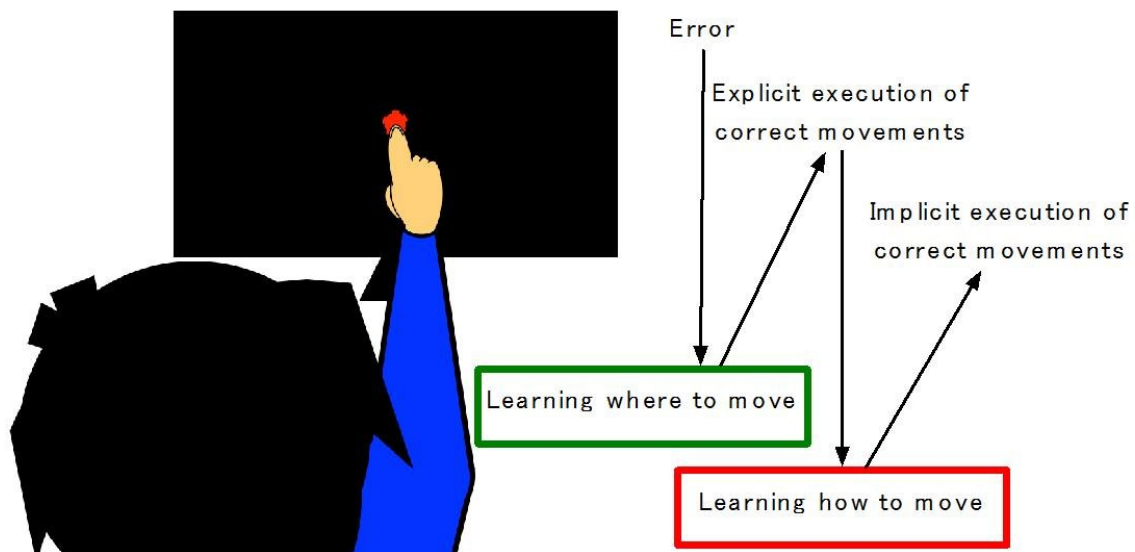 Error
Explicit execution of
correct movements
Implicit execution of
correct movements
Learning where to move
Learning how to move